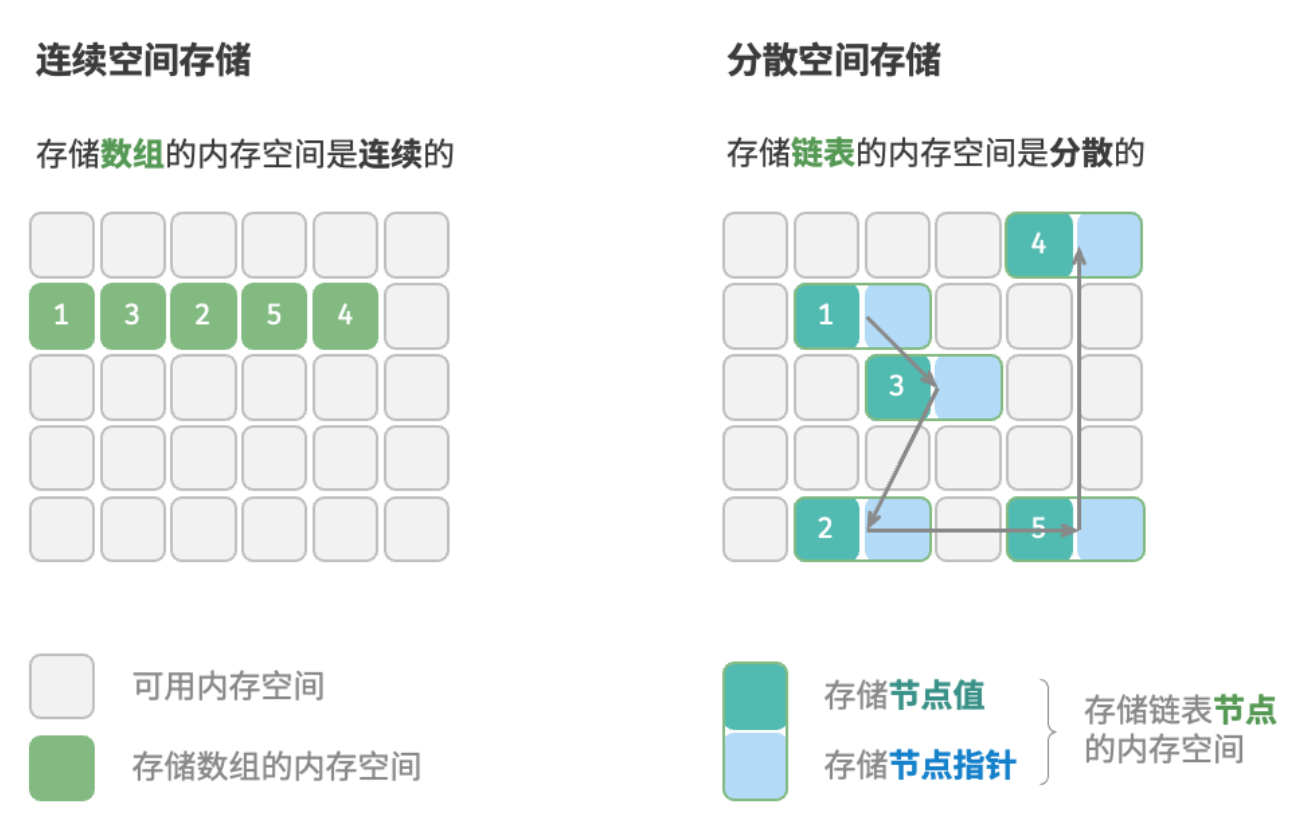 连续空间存储
存储数组的内存空间是连续的
1 3 2 5 4
可用内存空间
存储数组的内存空间
分散空间存储
存储链表的内存空间是分散的
4
1
3
2 5
存储节点值
存储节点指针
存储链表节点
的内存空间